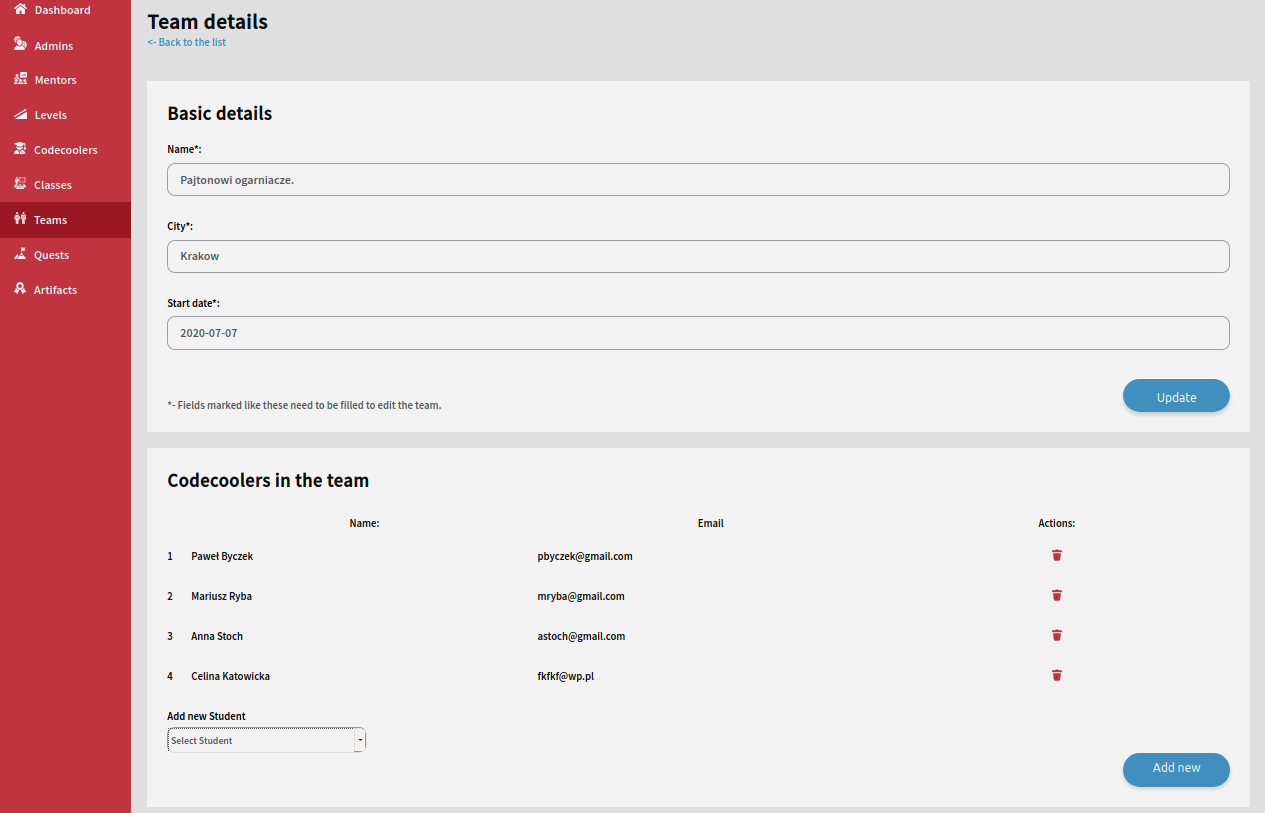 Dashboard
Admins
Mentors
Levels
Codecoolers
Classes
Teams
Quests
Artifacts
Team details
<- Back to the list
Basic details
Name*:
Pajtonowi ogarniacze.
City*:
Krakow
Start date*:
2020-07-07
*- Fields marked like these need to be filled to edit the team.
Update
Codecoolers in the team
Name: Email Actions:
1 Paweł Byczek pbyczek@gmail.com
2 Mariusz Ryba mryba@gmail.com
3 Anna Stoch astoch@gmail.com
4 Celina Katowicka fkfkf@wp.pl
Add new Student
Select Student
Add new